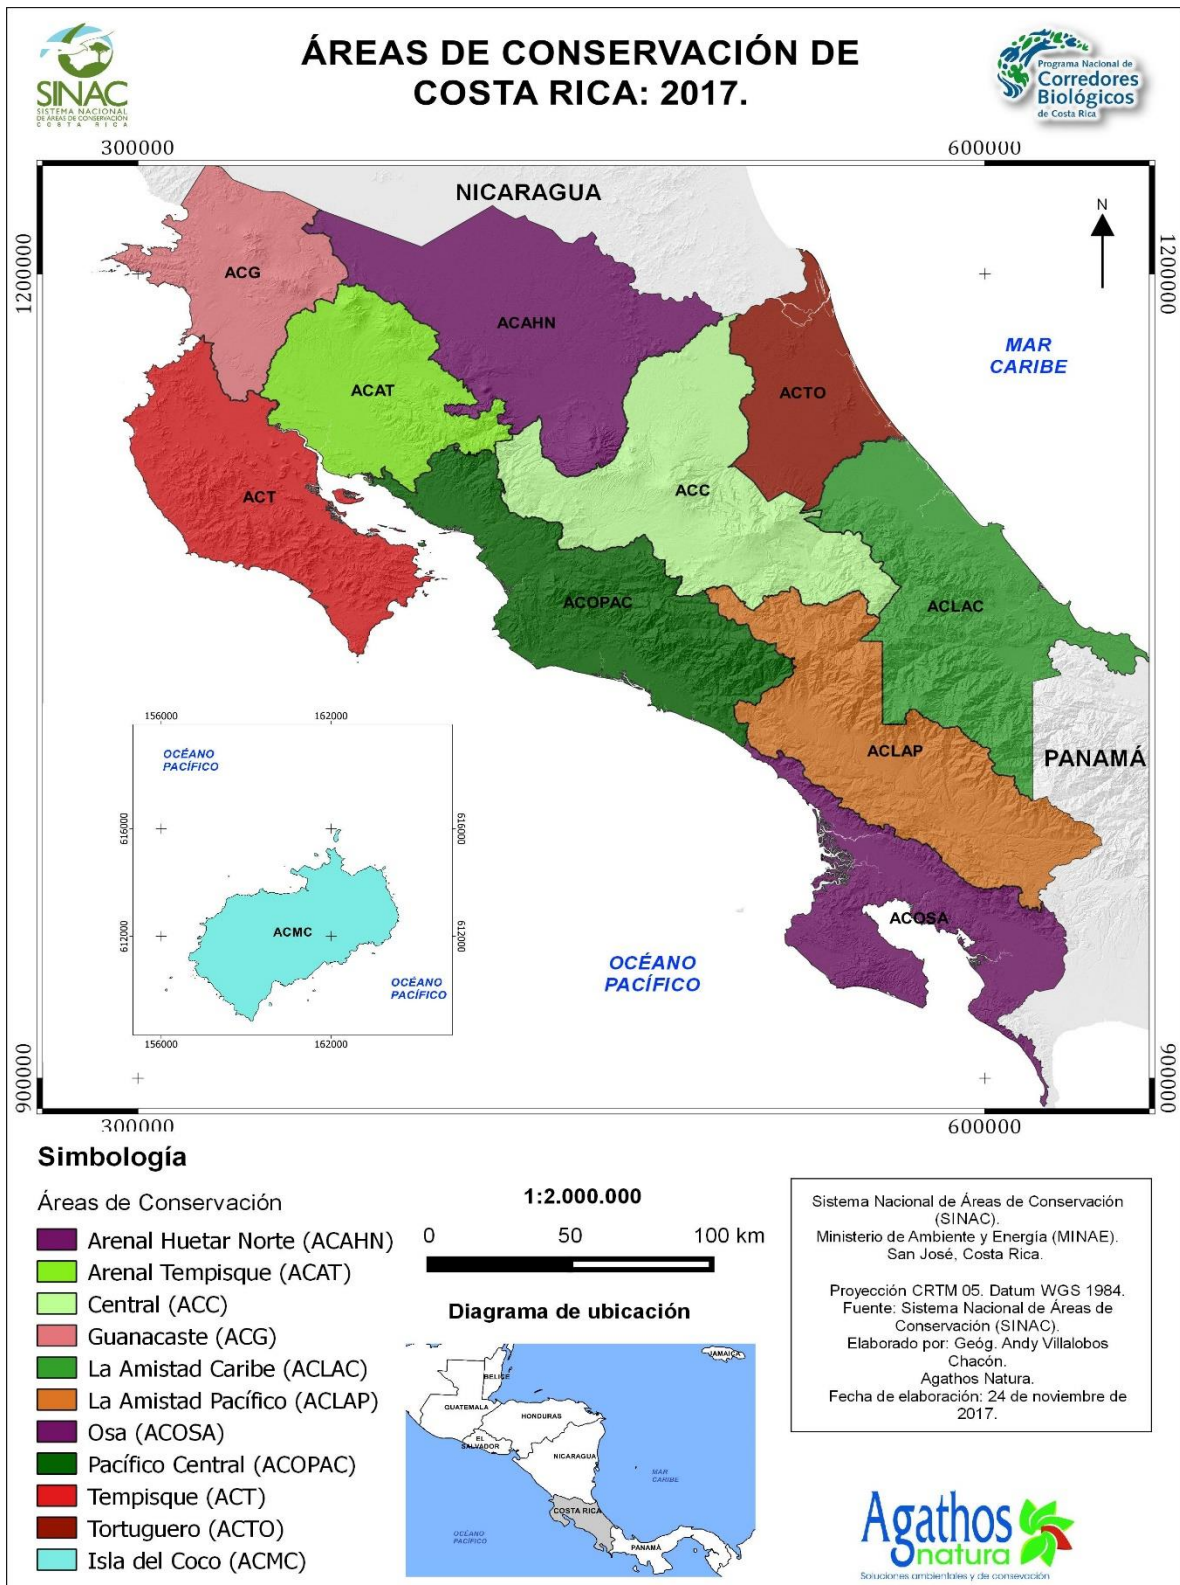 SINAC
SISTEMA NACIONAL
DE ÁREAS DE CONSERVACIÓN
COSTA RICA
ÁREAS DE CONSERVACIÓN DE
COSTA RICA: 2017.
Programa Nacional de
Corredores
Biológicos
de Costa Rica
300000
600000
1200000
1200000
NICARAGUA
N
ACG
ACAHN
MAR
CARIBE
ACAT
ACTO
ACT
ACC
ACOPAC
ACLAC
ACLAP
PANAMÁ
ACOSA
OCÉANO
PACÍFICO
156000
162000
OCÉANO
PACÍFICO
616000
616000
ACMC
612000
612000
OCÉANO
PACÍFICO
156000
162000
900000
900000
300000
600000
Simbología
Áreas de Conservación
Arenal Huetar Norte (ACAHN)
Arenal Tempisque (ACAT)
Central (ACC)
Guanacaste (ACG)
La Amistad Caribe (ACLAC)
La Amistad Pacífico (ACLAP)
Osa (ACOSA)
Pacífico Central (ACOPAC)
Tempisque (ACT)
Tortuguero (ACTO)
Isla del Coco (ACMC)
1:2.000.000
0 50 100 km
Diagrama de ubicación
JAMAICA
BELICE
GUATEMALA
HONDURAS
EL
SALVADOR
NICARAGUA
MAR
CARIBE
COSTA RICA
OCÉANO
PACÍFICO
PANAMÁ
Sistema Nacional de Áreas de Conservación
(SINAC).
Ministerio de Ambiente y Energía (MINAE).
San José, Costa Rica.
Proyección CRTM 05. Datum WGS 1984.
Fuente: Sistema Nacional de Áreas de
Conservación (SINAC).
Elaborado por: Geóg. Andy Villalobos
Chacón.
Agathos Natura.
Fecha de elaboración: 24 de noviembre de
2017.
Agathos
natura
Soluciones ambientales y de consevación